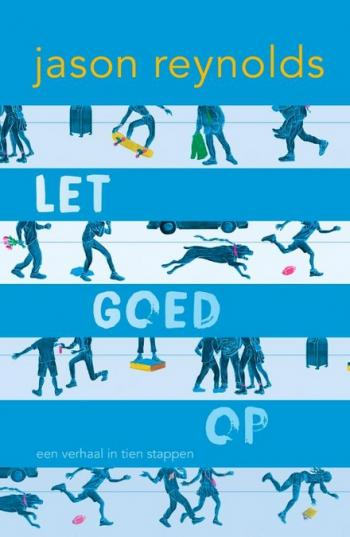 jason reynolds
LET
GOED
OP
een verhaal in tien stappen